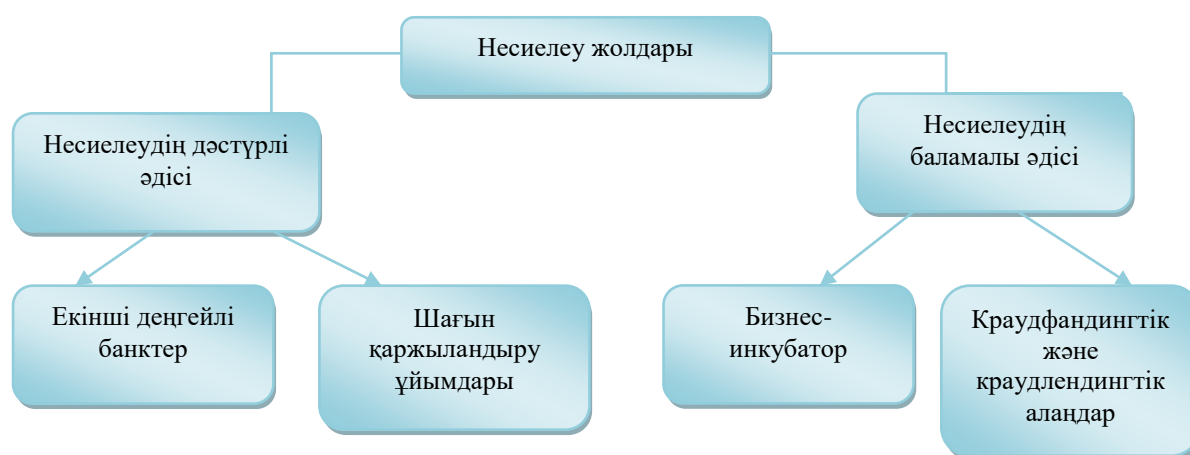 Несиелеу жолдары
Несиелеудің дәстүрлі
әдісі
Несиелеудің
баламалы әдісі
Екінші деңгейлі
банктер
Шағын
қаржыландыру
ұйымдары
Бизнес-
инкубатор
Краудфандингтік
және
краудлендингтік
алаңдар